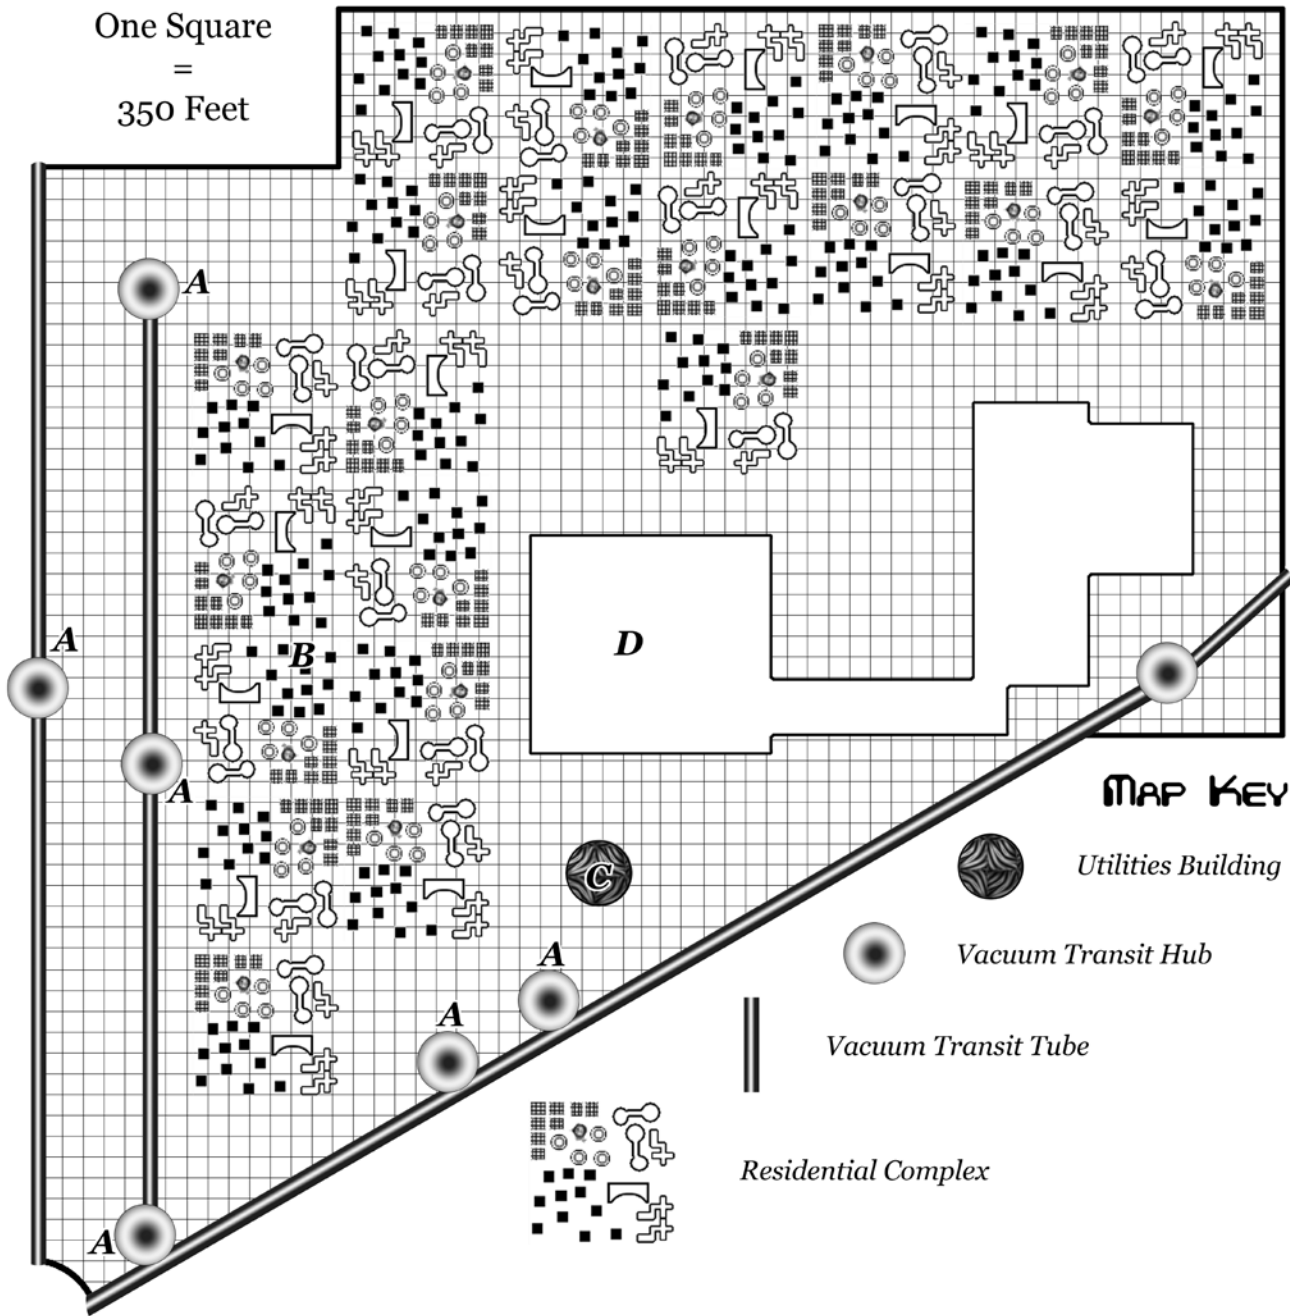 One Square
=
350 Feet
A
A
B
D
A
Map Key
C
Utilities Building
A
Vacuum Transit Hub
A
Vacuum Transit Tube
Residential Complex
A